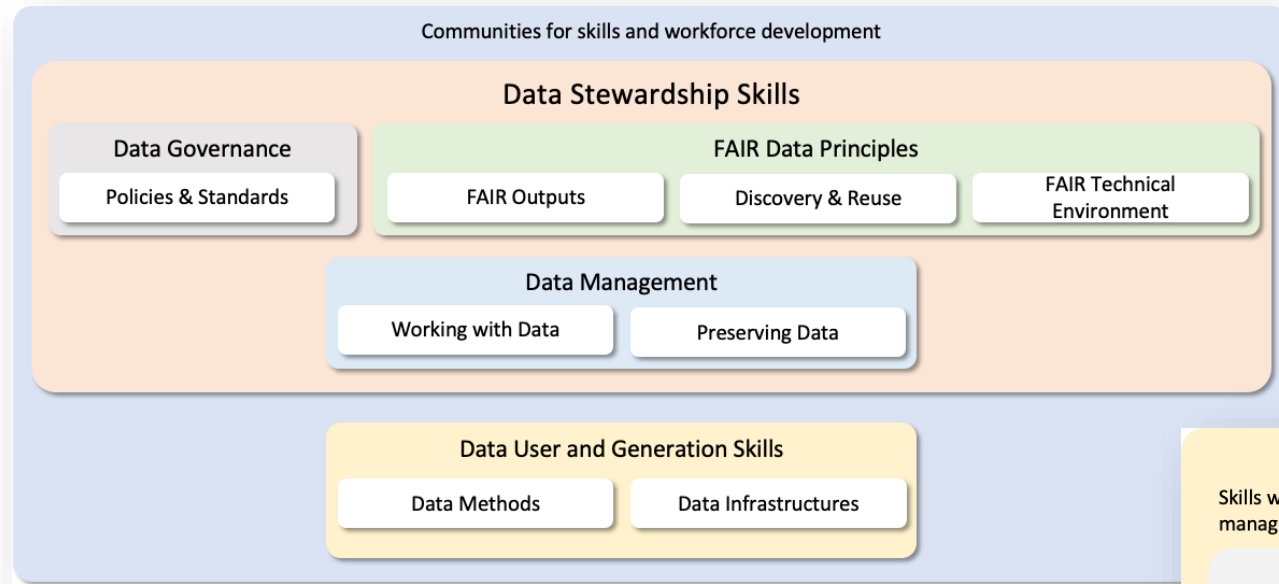 Communities for skills and workforce development
Data Stewardship Skills
Data Governance
Policies & Standards
FAIR Data Principles
FAIR Outputs
Discovery & Reuse
FAIR Technical
Environment
Data Management
Working with Data
Preserving Data
Data User and Generation Skills
Data Methods
Data Infrastructures
Skills